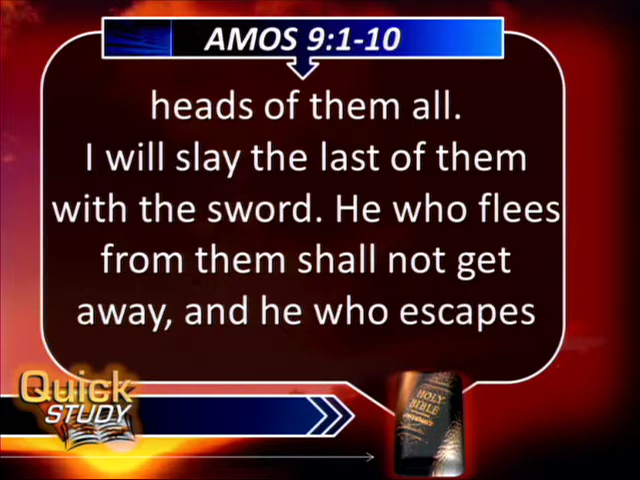 AMOS 9:1-10
heads of them all.
I will slay the last of them
with the sword. He who flees
from them shall not get
away, and he who escapes
Quick
STUDY
HOLY
BIBLE